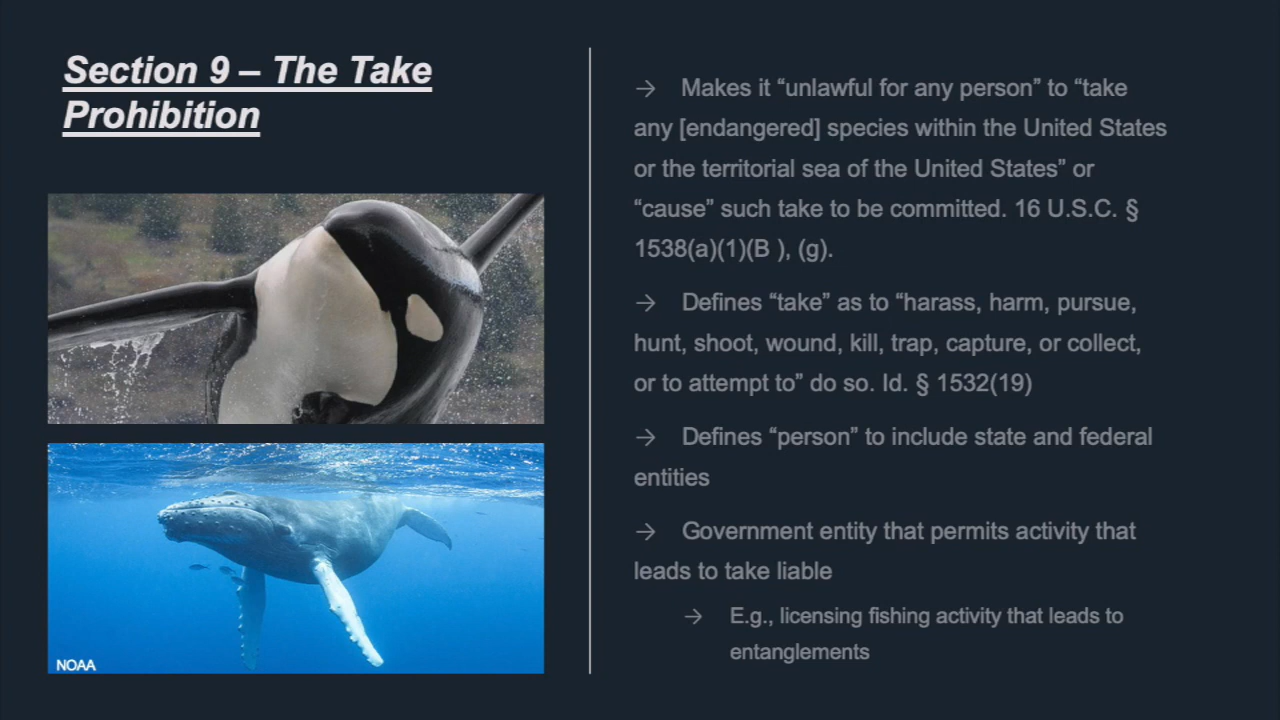 Section 9 – The Take
Prohibition
NOAA
→ Makes it “unlawful for any person” to “take
any [endangered] species within the United States
or the territorial sea of the United States” or
“cause” such take to be committed. 16 U.S.C. §
1538(a)(1)(B ), (g).
→ Defines “take” as to “harass, harm, pursue,
hunt, shoot, wound, kill, trap, capture, or collect,
or to attempt to” do so. Id. § 1532(19)
→ Defines “person” to include state and federal
entities
→ Government entity that permits activity that
leads to take liable
→ E.g., licensing fishing activity that leads to
entanglements